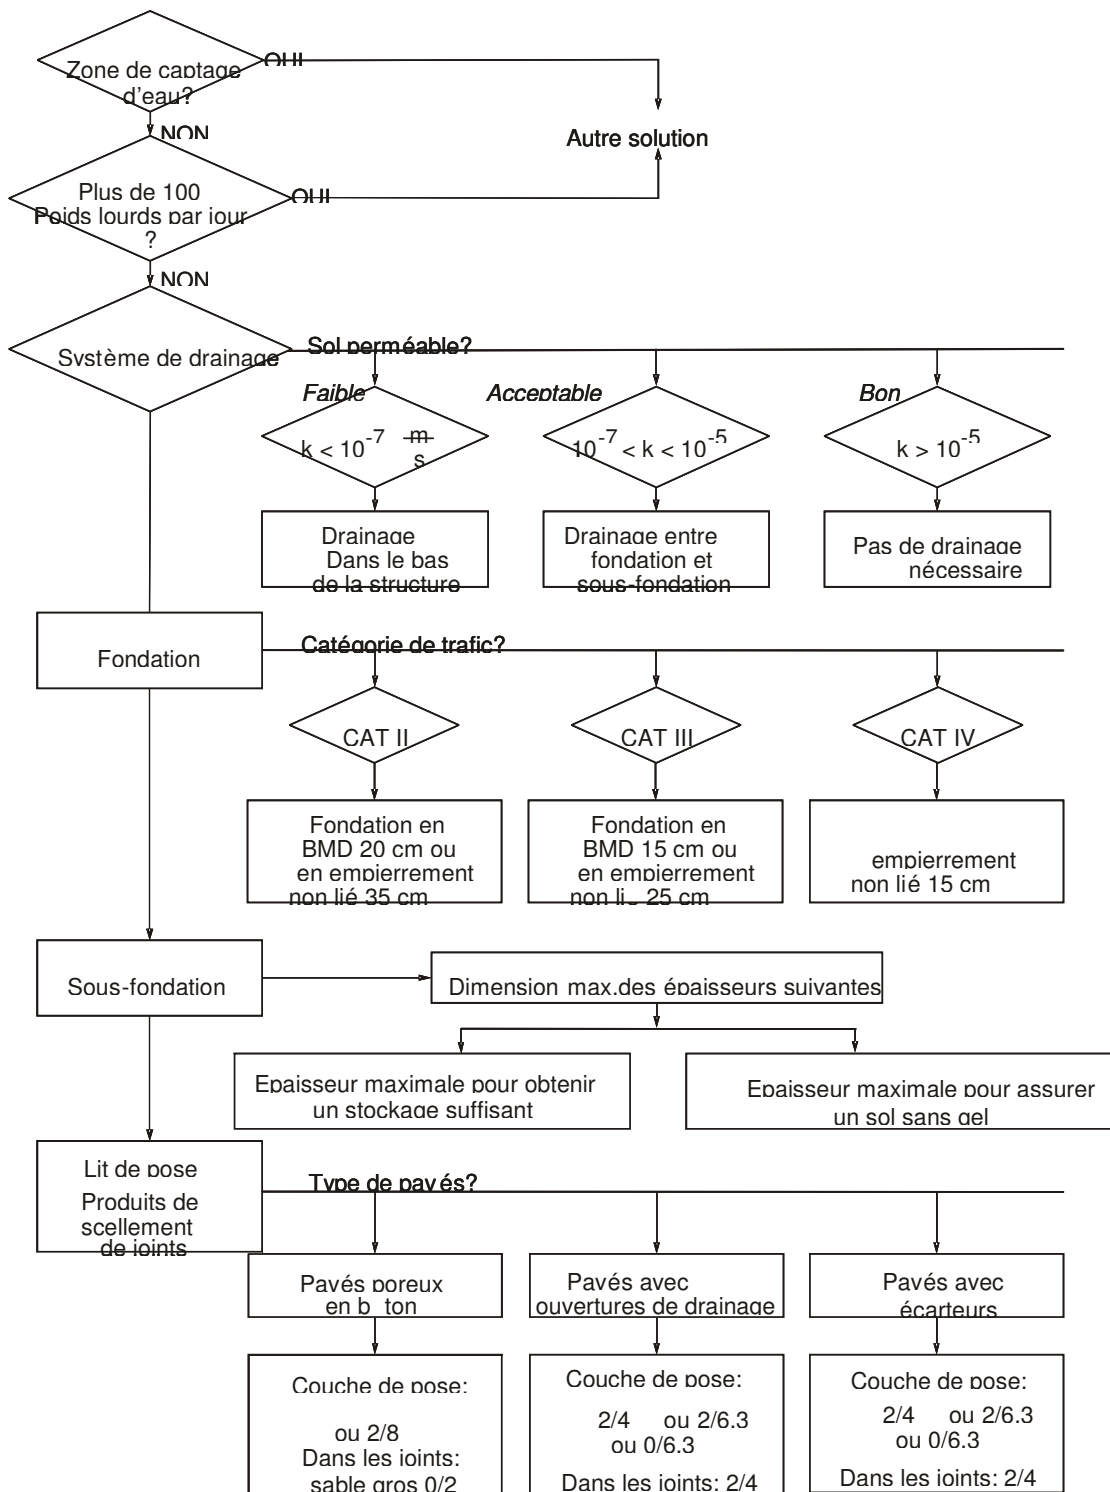 Zone de captage
d'eau?
OUI
NON
Autre solution
Plus de 100
Poids lourds par jour
?
OUI
NON
Système de drainage
Sol perméable?
Faible
k < 10^-7 m/s
Acceptable
10^-7 < k < 10^-5
Bon
k > 10^-5
Drainage
Dans le bas
de la structure
Drainage entre
fondation et
sous-fondation
Pas de drainage
nécessaire
Fondation
Catégorie de trafic?
CAT II
CAT III
CAT IV
Fondation en
BMD 20 cm ou
en empierrement
non lié 35 cm
Fondation en
BMD 15 cm ou
en empierrement
non li 25 cm
empierrement
non lié 15 cm
Sous-fondation
Dimension max.des épaisseurs suivantes
Epaisseur maximale pour obtenir
un stockage suffisant
Epaisseur maximale pour assurer
un sol sans gel
Lit de pose
Produits de
scellement
de joints
Type de pavés?
Pavés poreux
en b ton
Pavés avec
ouvertures de drainage
Pavés avec
écarteurs
Couche de pose:
ou 2/8
Dans les joints:
sable gros 0/2
Couche de pose:
2/4 ou 2/6.3
ou 0/6.3
Dans les joints: 2/4
Couche de pose:
2/4 ou 2/6.3
ou 0/6.3
Dans les joints: 2/4